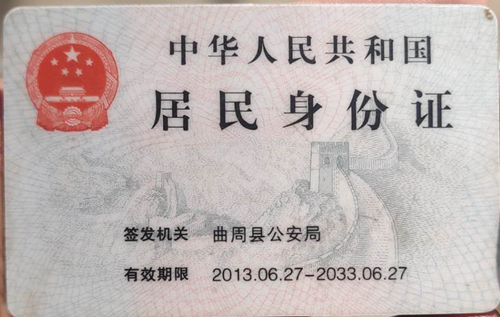 中华人民共和国
居民身份证
签发机关 曲周县公安局
有效期限 2013.06.27-2033.06.27